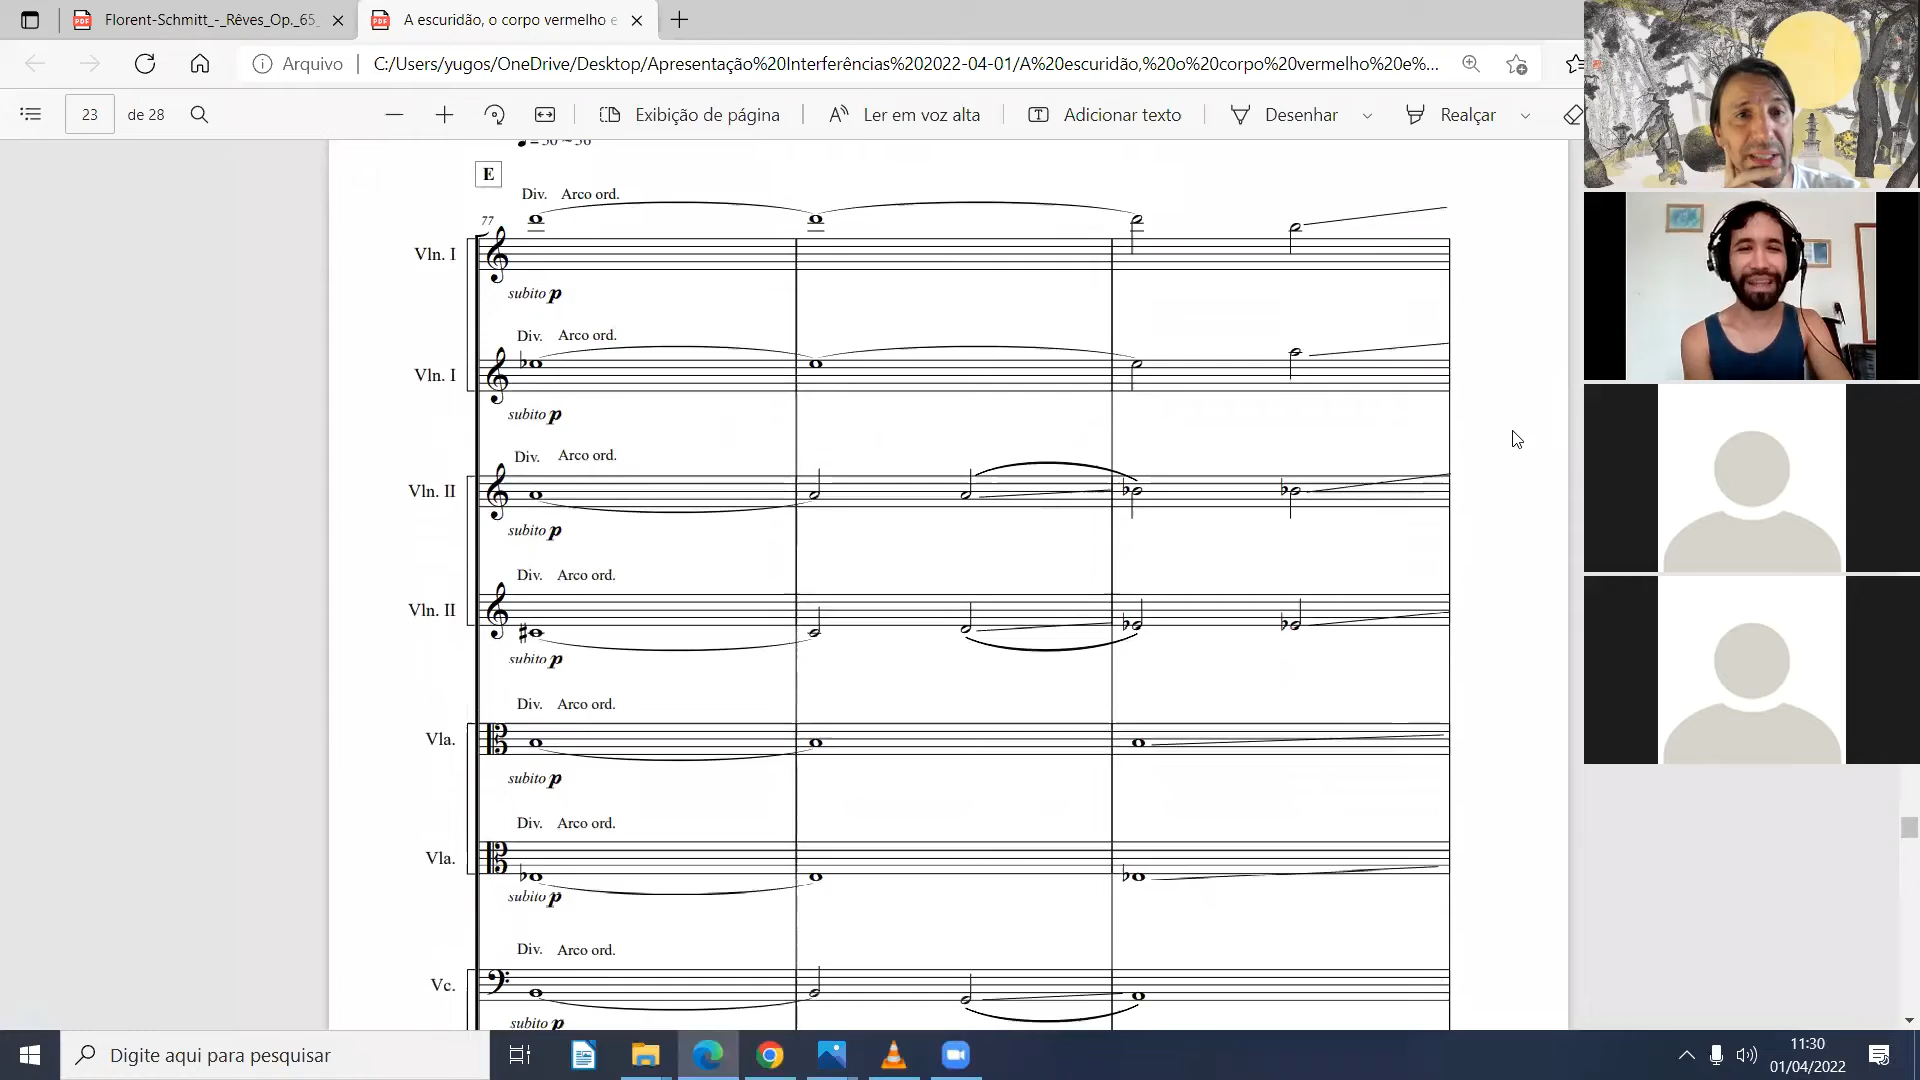 Florent-Schmitt_-_Rêves_Op._65_
A escuridão, o corpo vermelho e
Arquivo
C:/Users/yugos/OneDrive/Desktop/Apresentação%20Interferências%202022-04-01/A%20escuridão,%20o%20corpo%20vermelho%20e%...
23 de 28
Exibição de página
Ler em voz alta
Adicionar texto
Desenhar
Realçar
E
Div. Arco ord.
77
Vln. I
subito p
Div. Arco ord.
Vln. I
subito p
Div. Arco ord.
Vln. II
subito p
Div. Arco ord.
Vln. II
subito p
Div. Arco ord.
Vla.
subito p
Div. Arco ord.
Vla.
subito p
Div. Arco ord.
Vc.
subito p
Digite aqui para pesquisar
11:30
01/04/2022